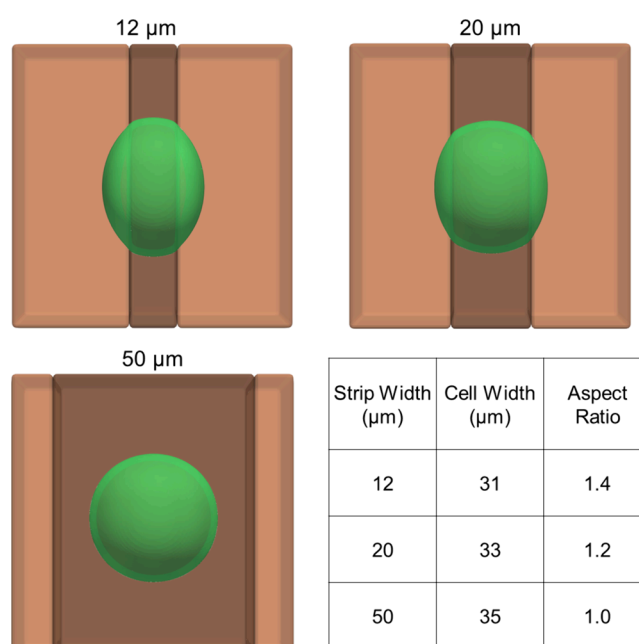 12 µm
20 µm
50 µm
Strip Width (µm) Cell Width (µm) Aspect Ratio
12 31 1.4
20 33 1.2
50 35 1.0